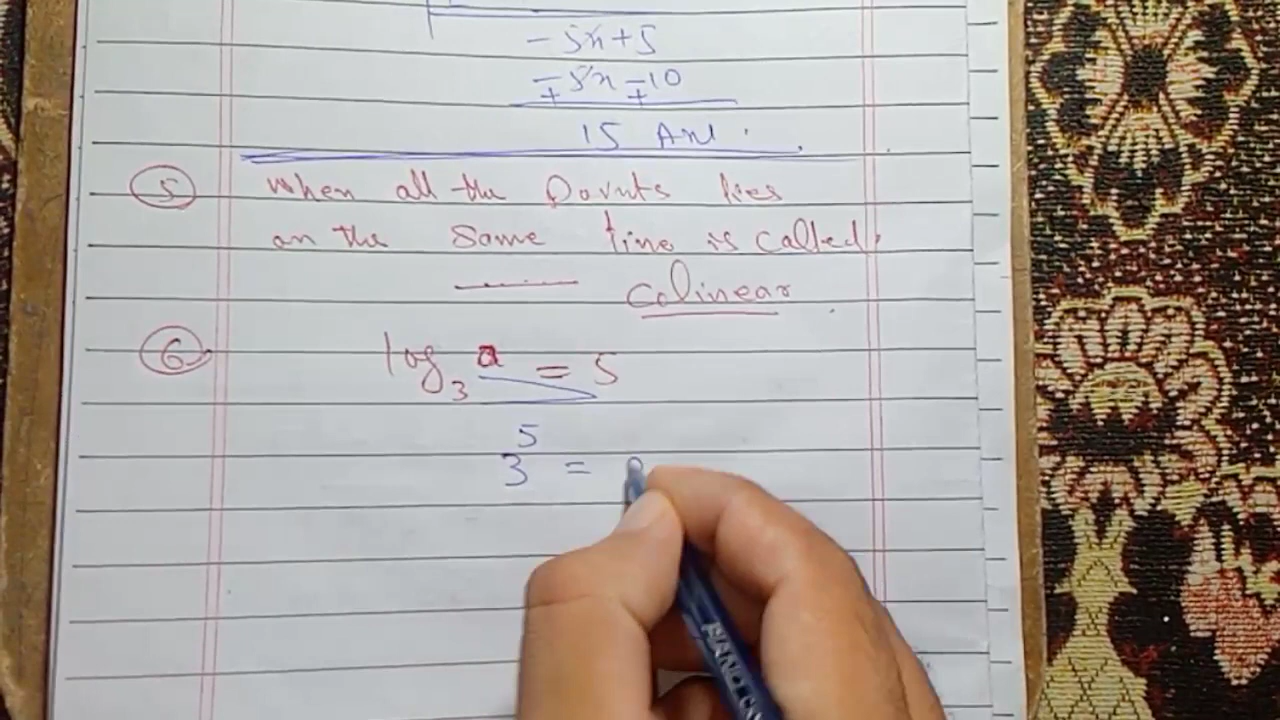 - 5x + 5
- 5x - 10
+ +
15 Ans.
5 When all the Points lies
on the same line is called.
colinear
6 log₃ a = 5
3⁵ = a
PIANO